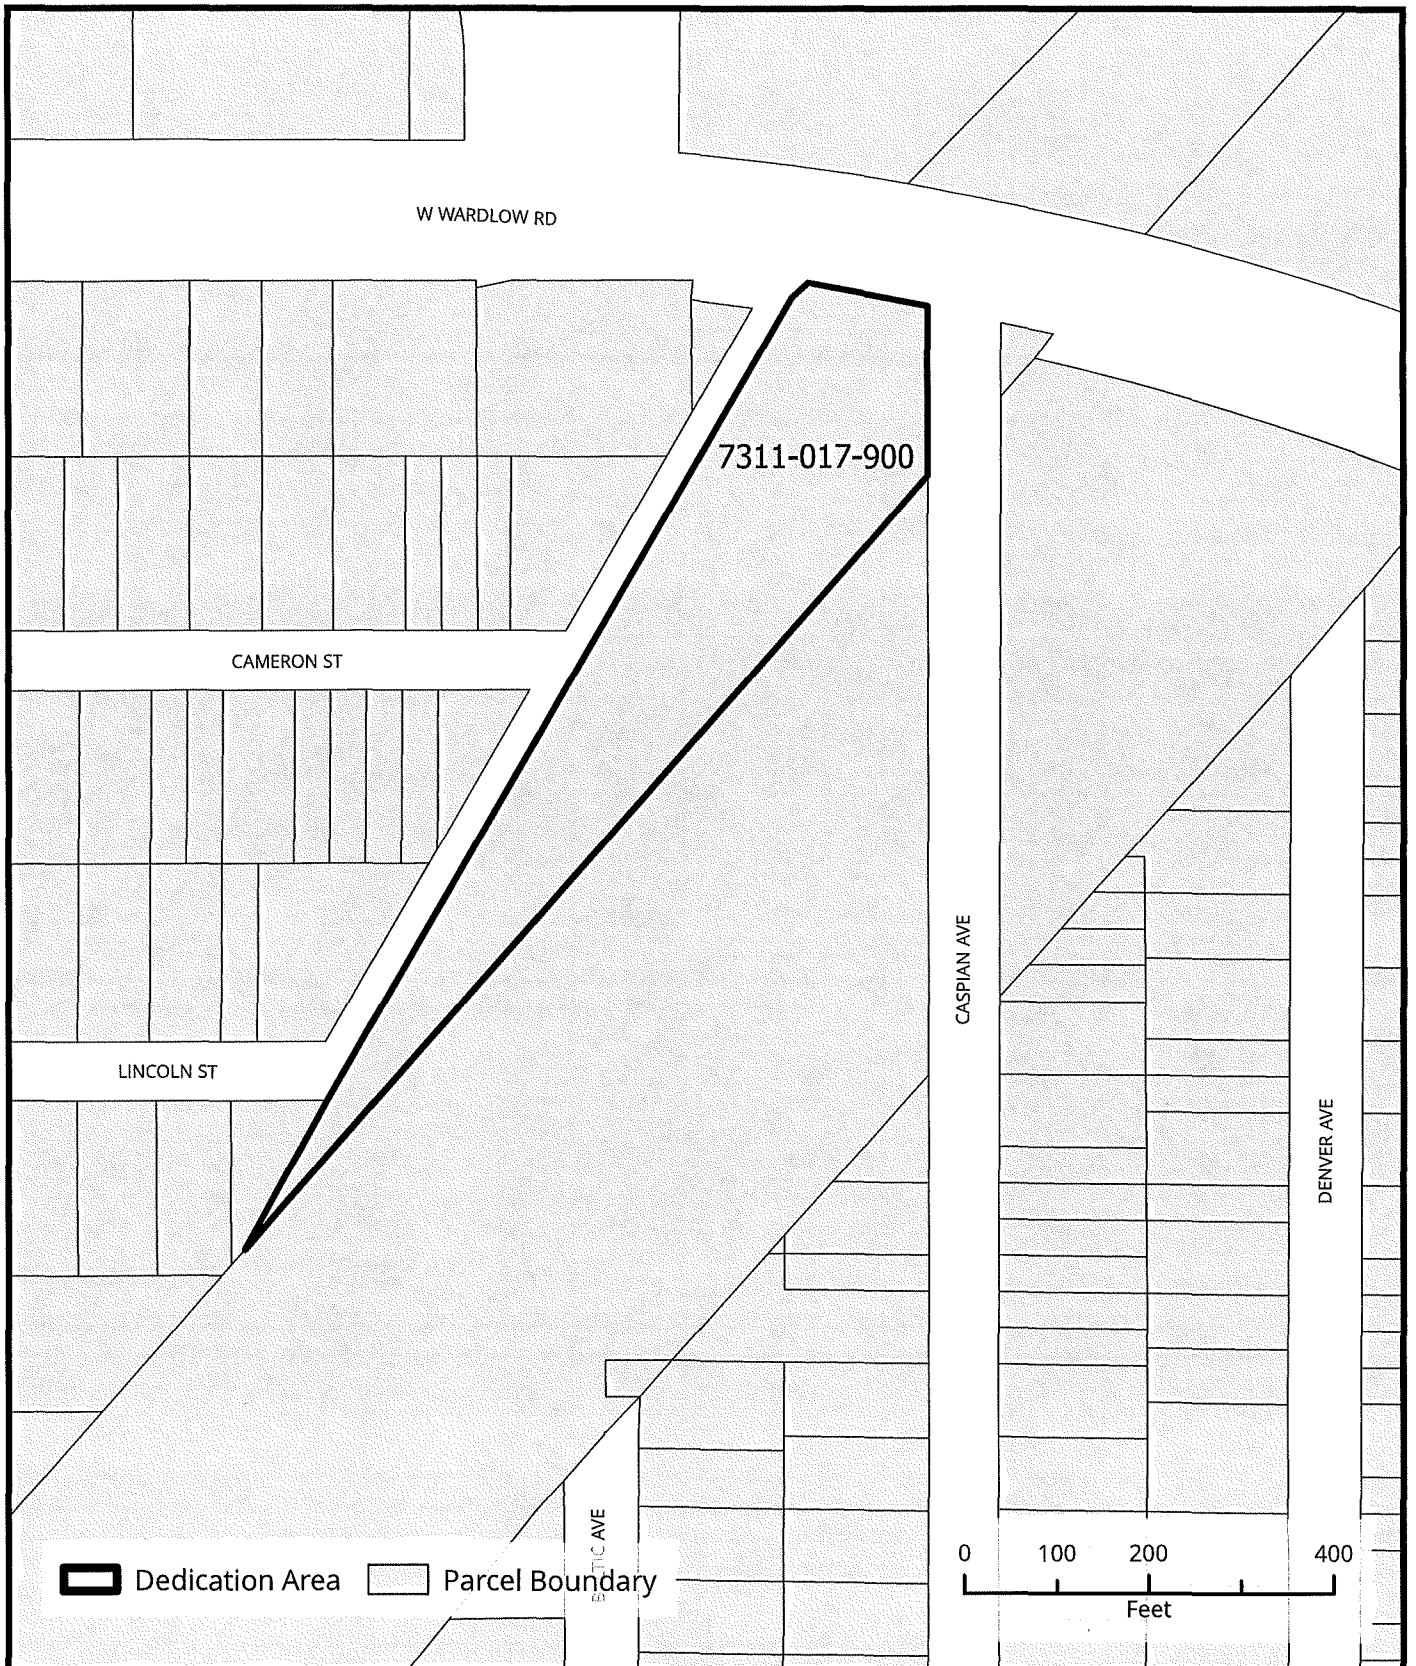 W WARDLOW RD
7311-017-900
CAMERON ST
CASPIAN AVE
LINCOLN ST
DENVER AVE
AVE
0 100 200 400
Feet
Dedication Area
Parcel Boundary